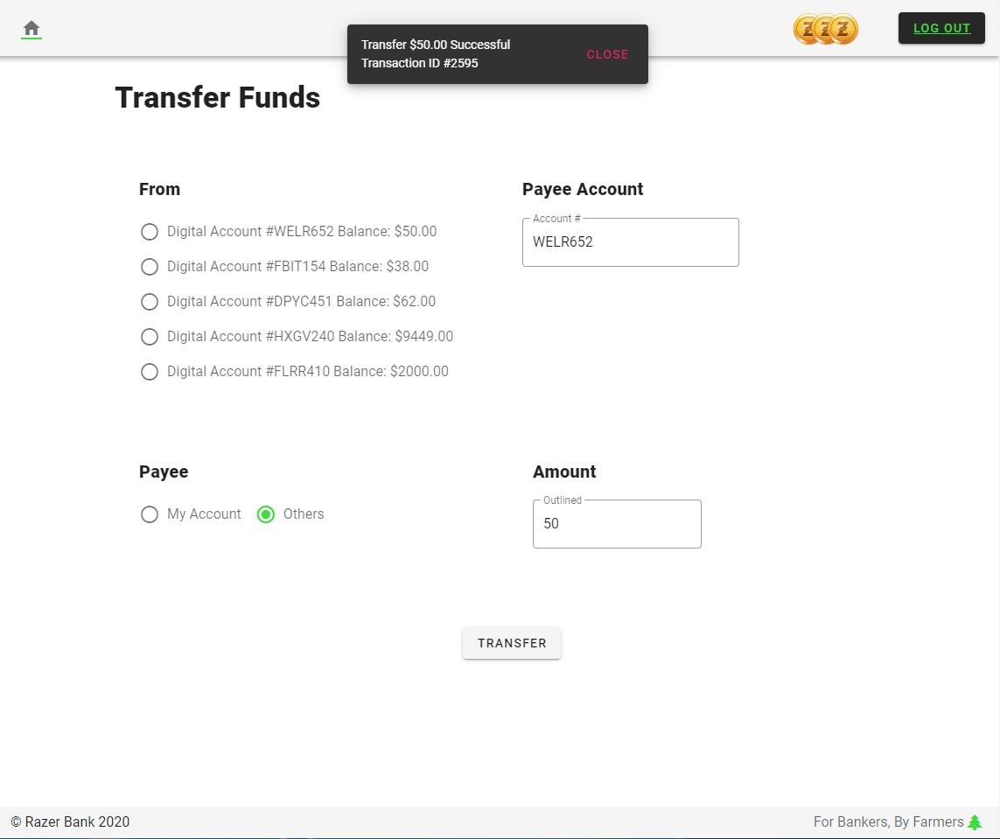 Transfer $50.00 Successful
Transaction ID #2595
CLOSE
LOG OUT
Transfer Funds
From
Digital Account #WELR652 Balance: $50.00
Digital Account #FBIT154 Balance: $38.00
Digital Account #DPYC451 Balance: $62.00
Digital Account #HXGV240 Balance: $9449.00
Digital Account #FLRR410 Balance: $2000.00
Payee Account
Account #
WELR652
Payee
My Account
Others
Amount
Outlined
50
TRANSFER
© Razer Bank 2020
For Bankers, By Farmers